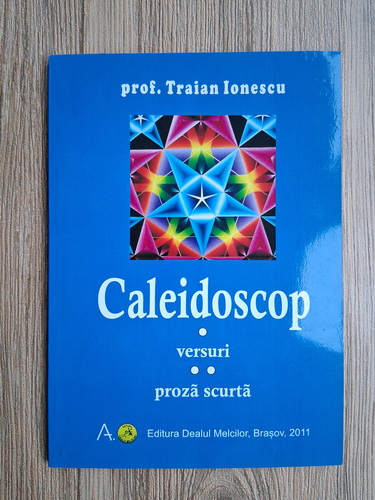 prof. Traian Ionescu
Caleidoscop
•
versuri
• •
proză scurtă
A. Editura Dealul Melcilor, Brașov, 2011